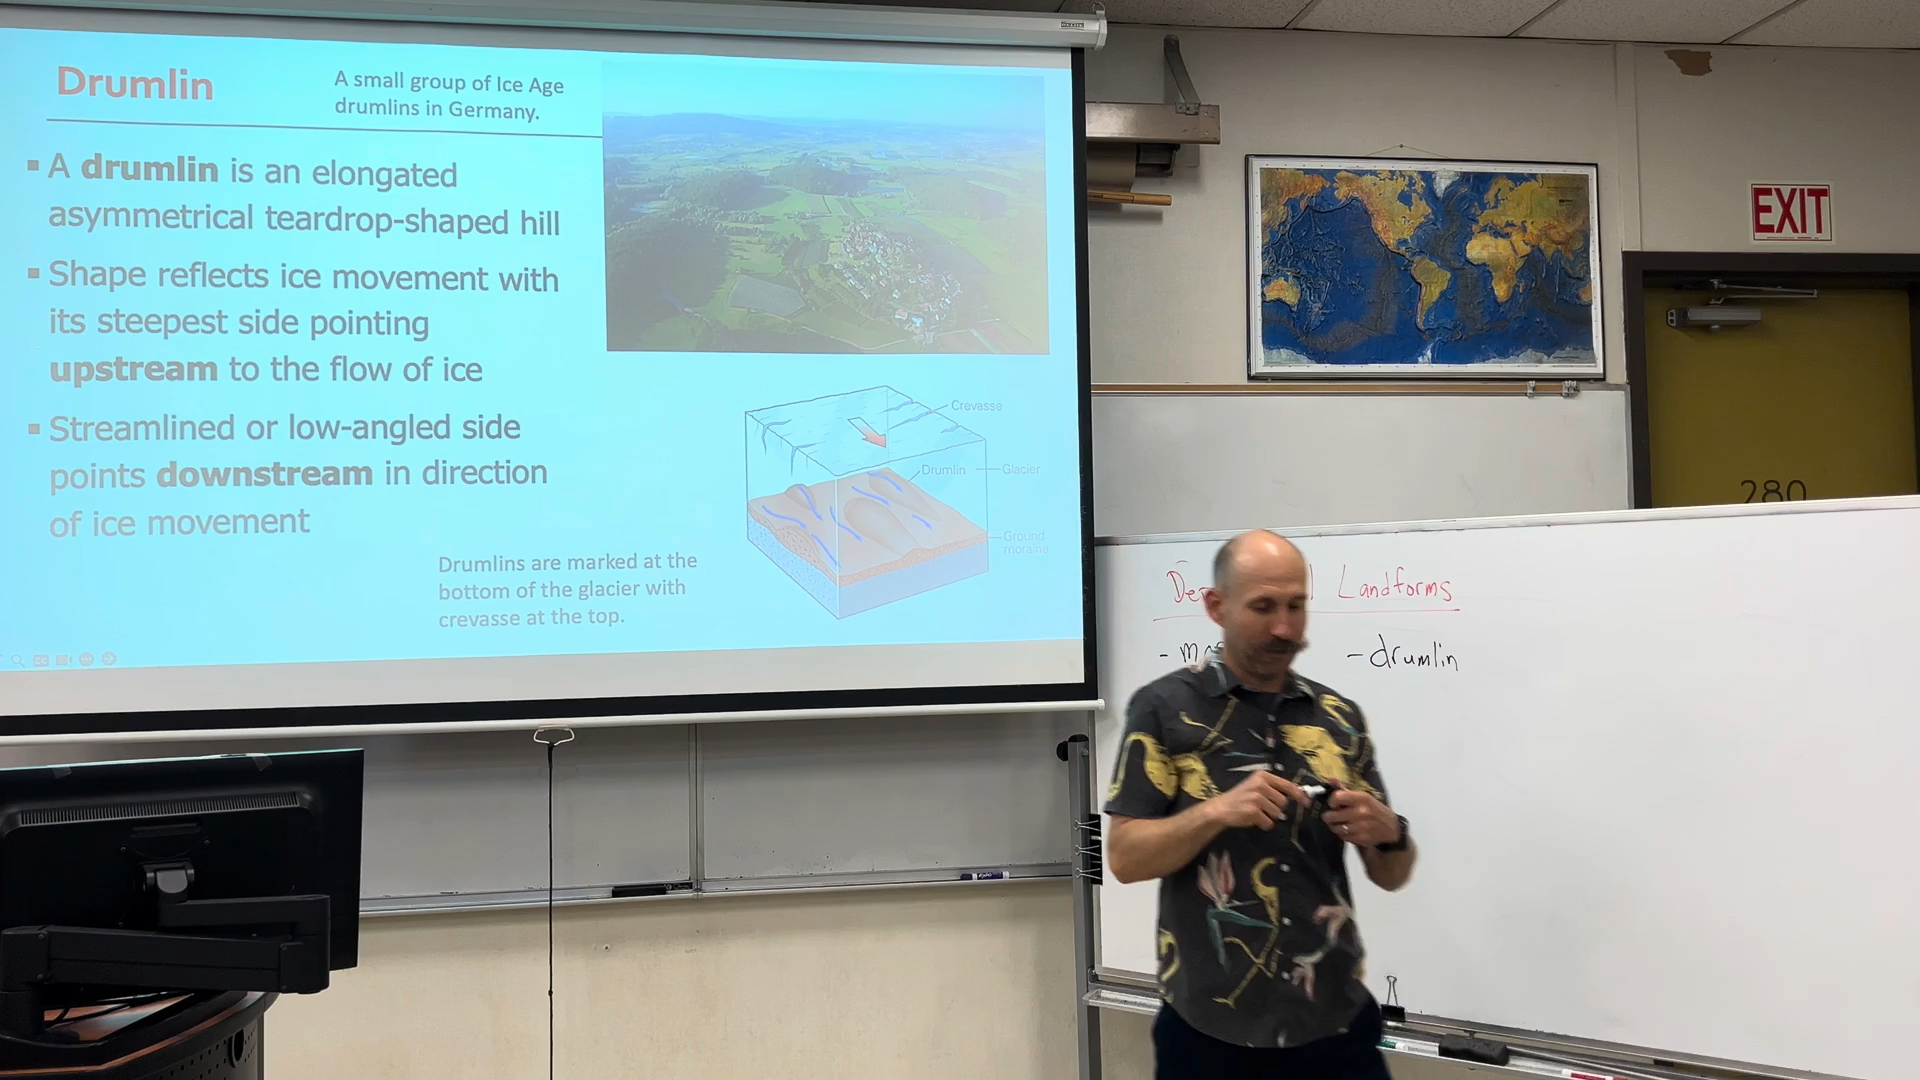 Drumlin
A small group of Ice Age
drumlins in Germany.
▪ A drumlin is an elongated
asymmetrical teardrop-shaped hill
▪ Shape reflects ice movement with
its steepest side pointing
upstream to the flow of ice
▪ Streamlined or low-angled side
points downstream in direction
of ice movement
Crevasse
Drumlin
Glacier
Ground
moraine
Drumlins are marked at the
bottom of the glacier with
crevasse at the top.
EXIT
280
Landforms
- drumlin